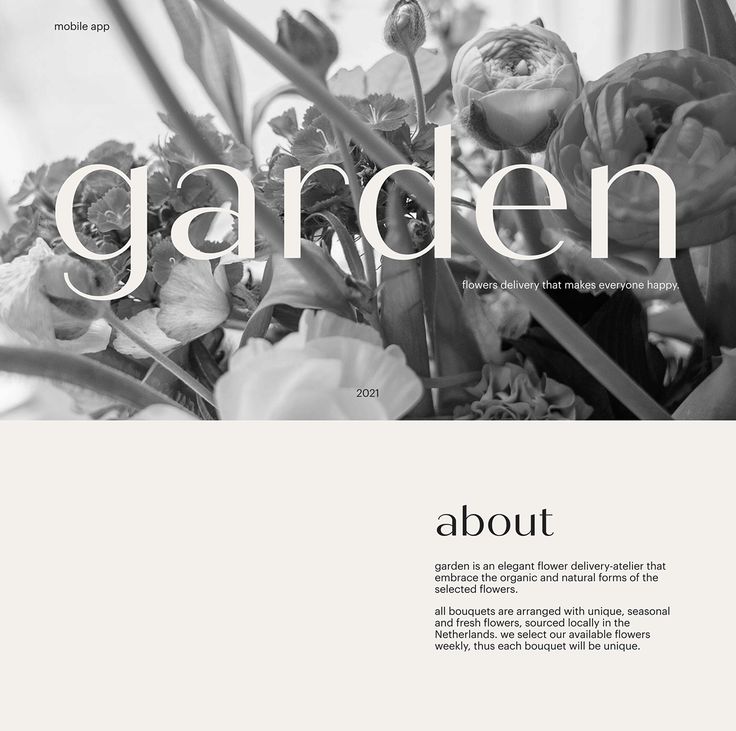 mobile app
garden
flowers delivery that makes everyone happy.
2021
about
garden is an elegant flower delivery-atelier that
embrace the organic and natural forms of the
selected flowers.
all bouquets are arranged with unique, seasonal
and fresh flowers, sourced locally in the
Netherlands. we select our available flowers
weekly, thus each bouquet will be unique.